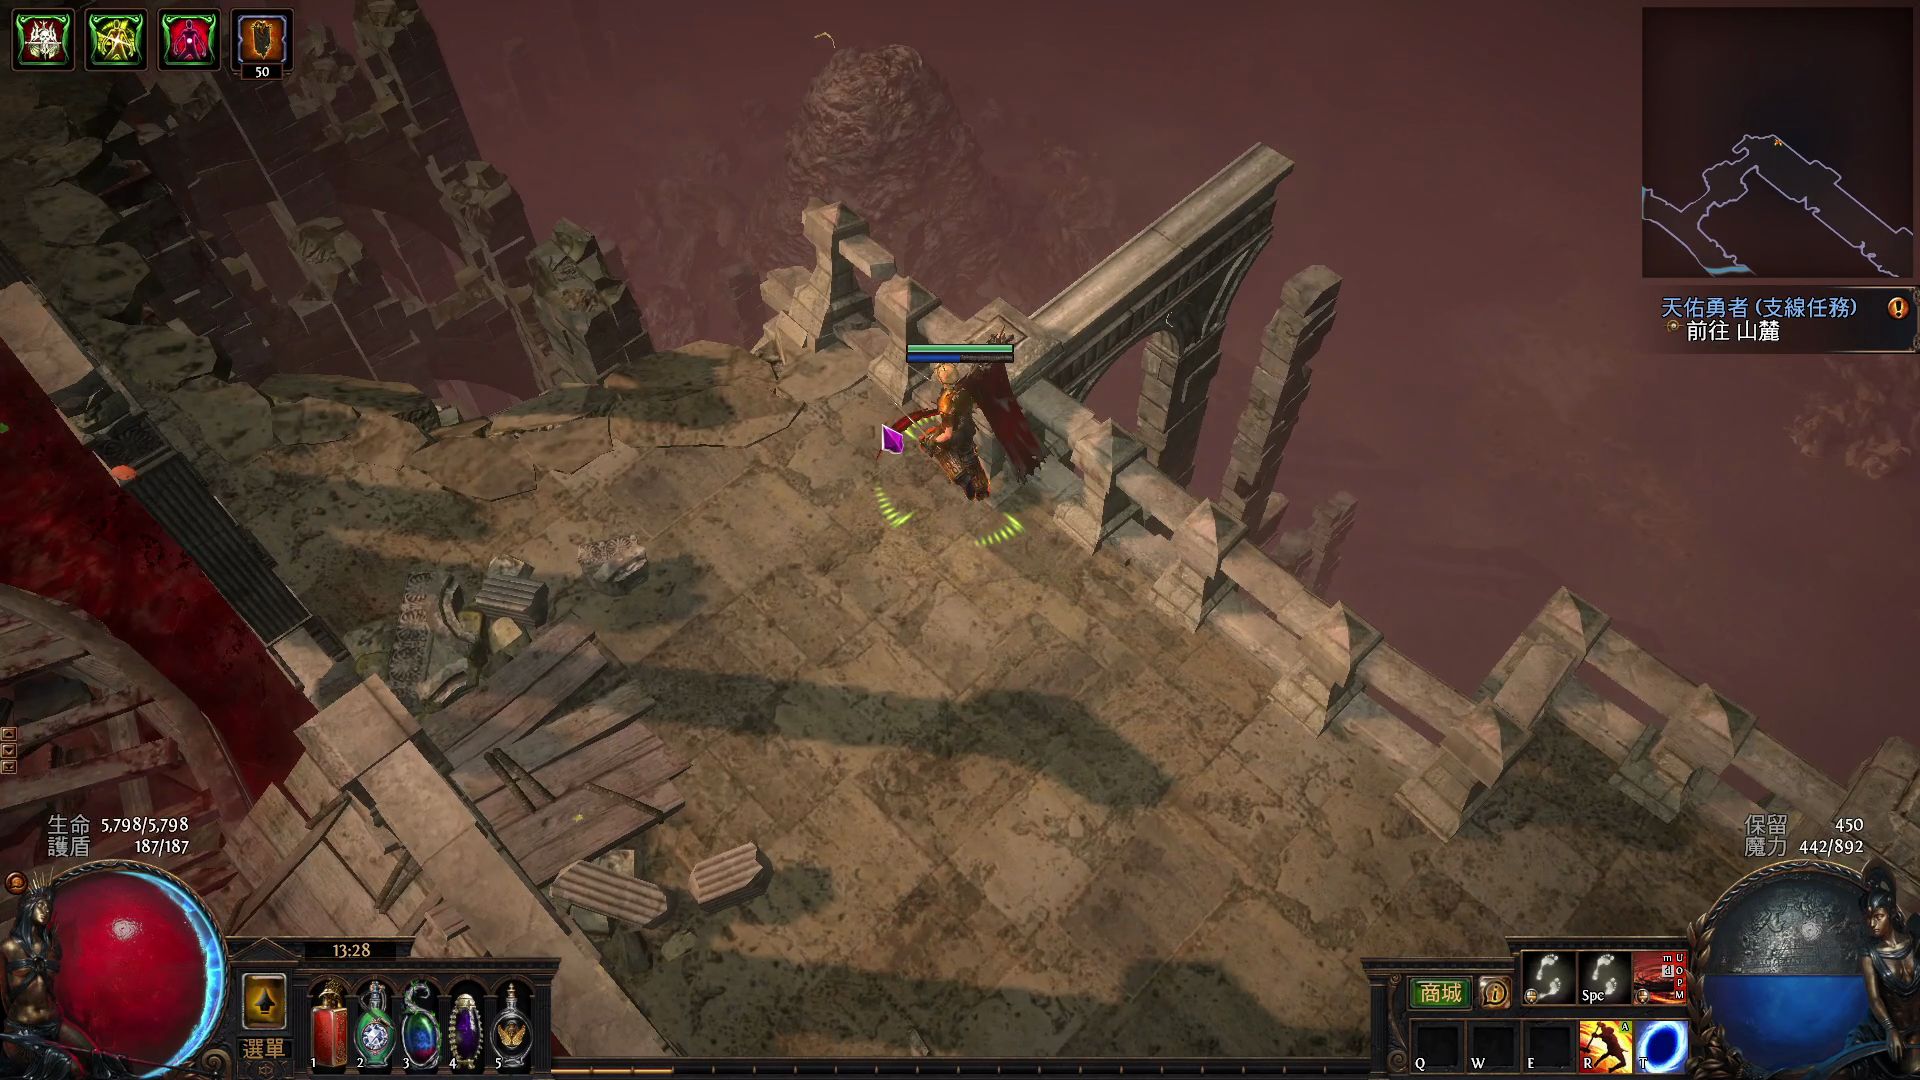 50
天佑勇者 (支線任務)
前往 山麓
生命 5,798/5,798
護盾 187/187
保留 450
魔力 442/892
13:28
選單
1
2
3
4
5
商城
Spc
m U
d O
P
M
Q
W
E
R
A
T